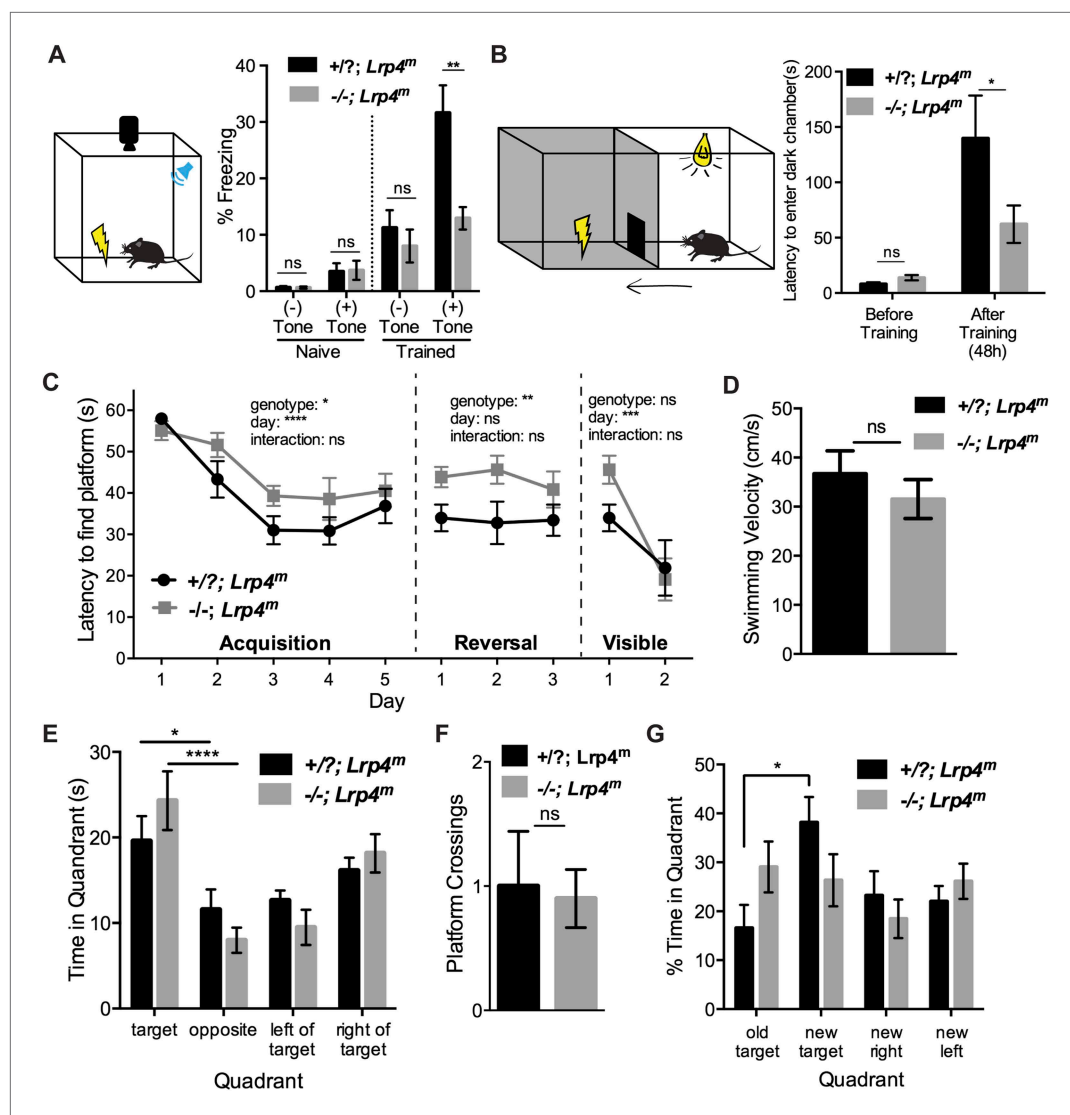 A
% Freezing
40
30
20
10
0
+/?; Lrp4ᵐ
-/-; Lrp4ᵐ
ns
ns
ns
**
(-) Tone
(+) Tone
(-) Tone
(+) Tone
Naive
Trained
B
Latency to enter dark chamber(s)
200
150
100
50
0
+/?; Lrp4ᵐ
-/-; Lrp4ᵐ
ns
*
Before Training
After Training (48h)
C
Latency to find platform (s)
60
50
40
30
20
10
0
genotype: *
day: ****
interaction: ns
genotype: **
day: ns
interaction: ns
genotype: ns
day: ***
interaction: ns
+/?; Lrp4ᵐ
-/-; Lrp4ᵐ
Acquisition
Reversal
Visible
1 2 3 4 5 1 2 3 1 2
Day
D
Swimming Velocity (cm/s)
50
40
30
20
10
0
+/?; Lrp4ᵐ
-/-; Lrp4ᵐ
ns
E
Time in Quandrant (s)
30
20
10
0
*
****
+/?; Lrp4ᵐ
-/-; Lrp4ᵐ
target
opposite
left of target
right of target
Quadrant
F
Platform Crossings
2
1
0
+/?; Lrp4ᵐ
-/-; Lrp4ᵐ
ns
G
% Time in Quadrant
50
40
30
20
10
0
*
+/?; Lrp4ᵐ
-/-; Lrp4ᵐ
old target
new target
new right
new left
Quadrant